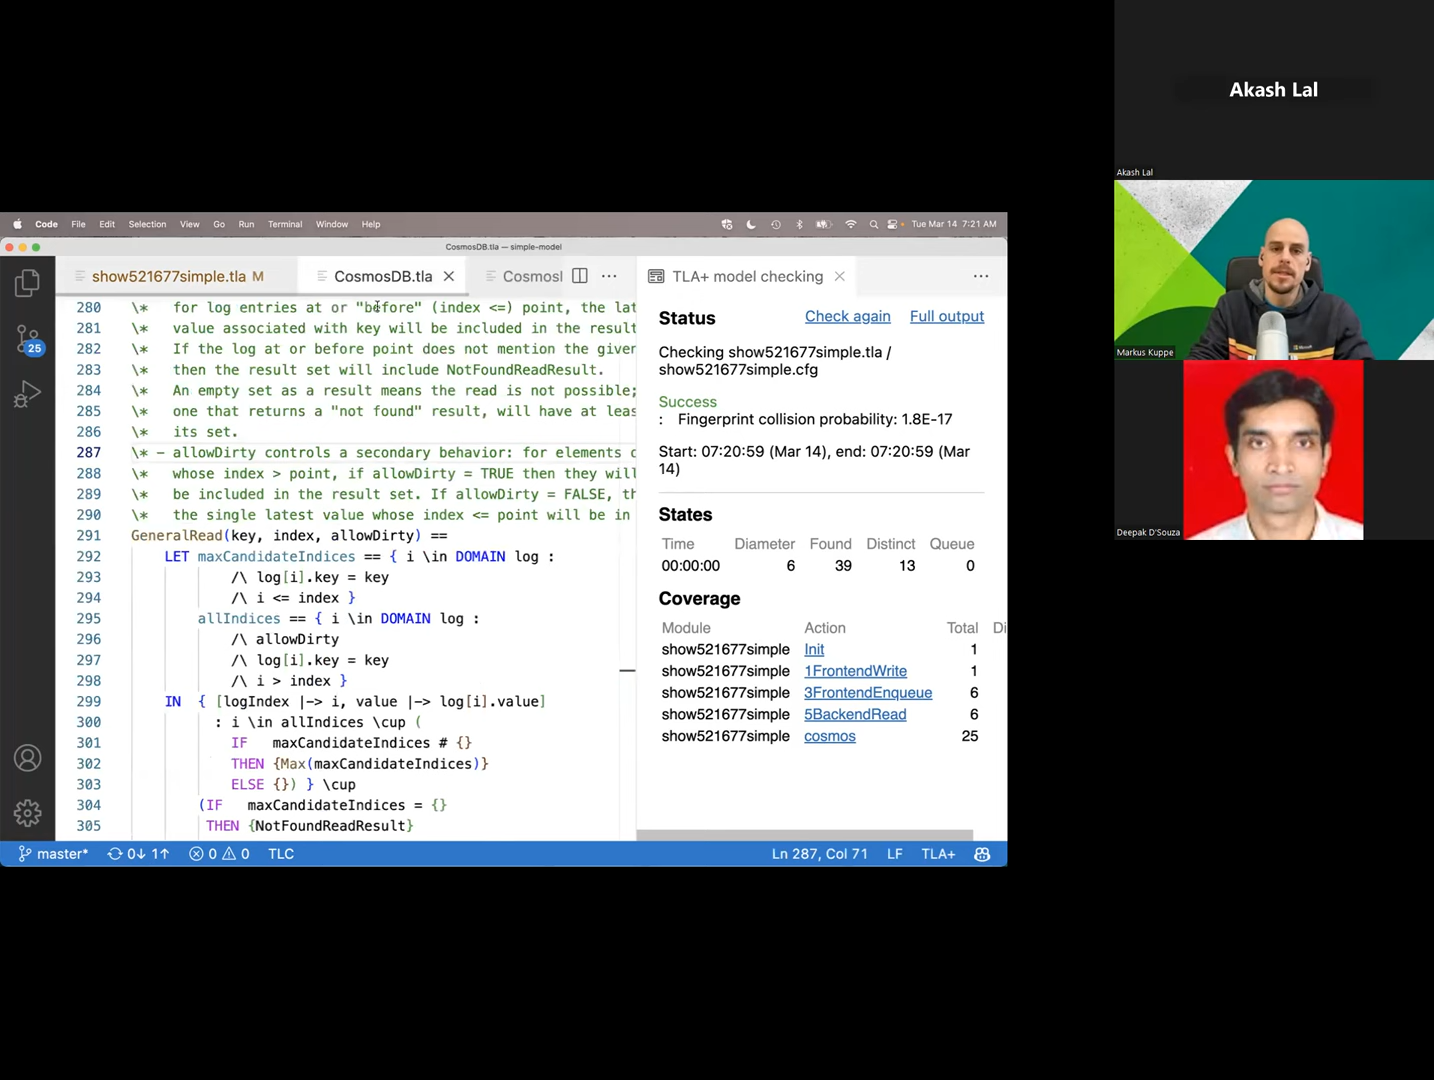 Akash Lal
Akash Lal
Markus Kuppe
Deepak D'Souza
Code File Edit Selection View Go Run Terminal Window Help
Tue Mar 14 7:21 AM
CosmosDB.tla — simple-model
show521677simple.tla M
CosmosDB.tla
Cosmosl
TLA+ model checking
280 \* for log entries at or "before" (index <=) point, the lat
281 \* value associated with key will be included in the result
282 \* If the log at or before point does not mention the given
283 \* then the result set will include NotFoundReadResult.
284 \* An empty set as a result means the read is not possible;
285 \* one that returns a "not found" result, will have at leas
286 \* its set.
287 \* - allowDirty controls a secondary behavior: for elements o
288 \* whose index > point, if allowDirty = TRUE then they will
289 \* be included in the result set. If allowDirty = FALSE, th
290 \* the single latest value whose index <= point will be in
291 GeneralRead(key, index, allowDirty) ==
292 LET maxCandidateIndices == { i \in DOMAIN log :
293 /\ log[i].key = key
294 /\ i <= index }
295 allIndices == { i \in DOMAIN log :
296 /\ allowDirty
297 /\ log[i].key = key
298 /\ i > index }
299 IN { [logIndex |-> i, value |-> log[i].value]
300 : i \in allIndices \cup (
301 IF maxCandidateIndices # {}
302 THEN {Max(maxCandidateIndices)}
303 ELSE {}) } \cup
304 (IF maxCandidateIndices = {}
305 THEN {NotFoundReadResult}
Status Check again Full output
Checking show521677simple.tla /
show521677simple.cfg
Success
: Fingerprint collision probability: 1.8E-17
Start: 07:20:59 (Mar 14), end: 07:20:59 (Mar
14)
States
Time Diameter Found Distinct Queue
00:00:00 6 39 13 0
Coverage
Module Action Total Di
show521677simple Init 1
show521677simple 1FrontendWrite 1
show521677simple 3FrontendEnqueue 6
show521677simple 5BackendRead 6
show521677simple cosmos 25
25
master* 0↓ 1↑ 0 0 TLC
Ln 287, Col 71 LF TLA+